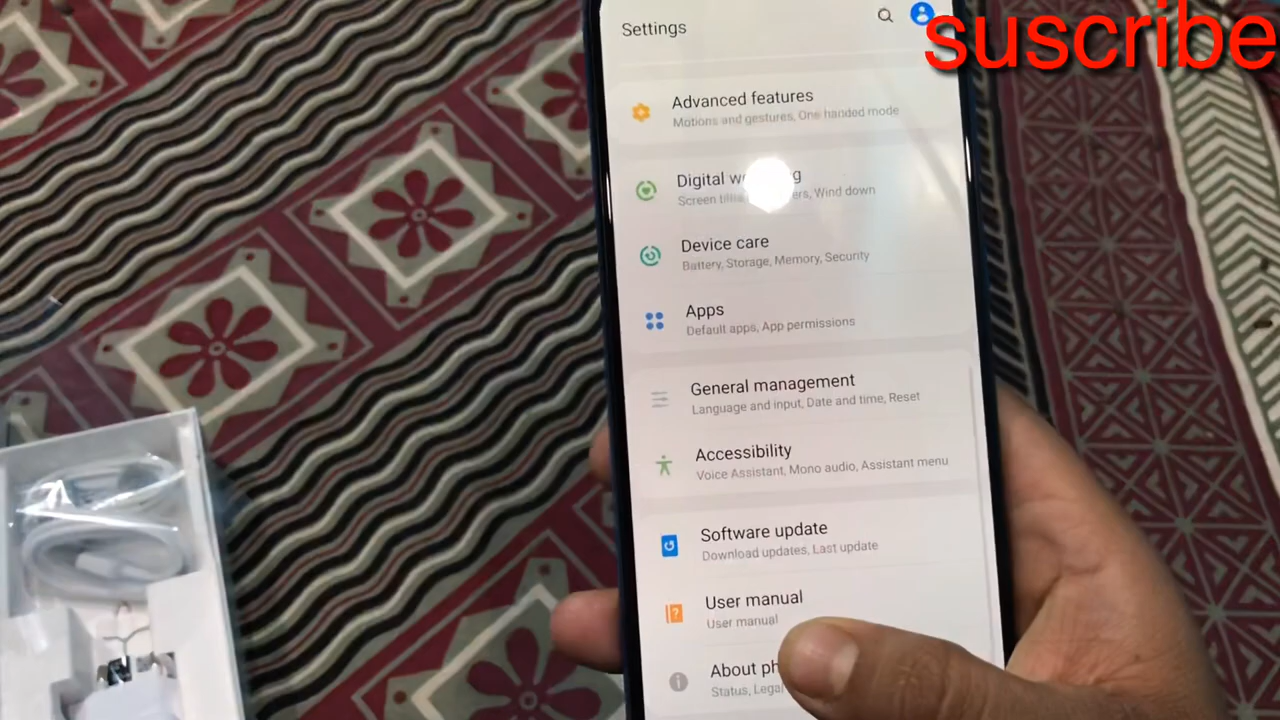 Settings
suscribe
Advanced features
Motions and gestures, One handed mode
Digital
Screen Wind down
Device care
Battery, Storage, Memory, Security
Apps
Default apps, App permissions
General management
Language and input, Date and time, Reset
Accessibility
Voice Assistant, Mono audio, Assistant menu
Software update
Download updates, Last update
User manual
User manual
About
Status, Legal